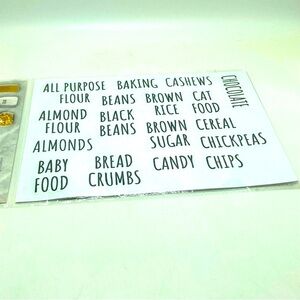 ALL PURPOSE FLOUR
BAKING
CASHEWS
CHOCOLATE
BEANS
BROWN RICE
CAT FOOD
ALMOND FLOUR
BLACK BEANS
BROWN SUGAR
CEREAL
ALMONDS
CHICKPEAS
BABY FOOD
BREAD CRUMBS
CANDY
CHIPS